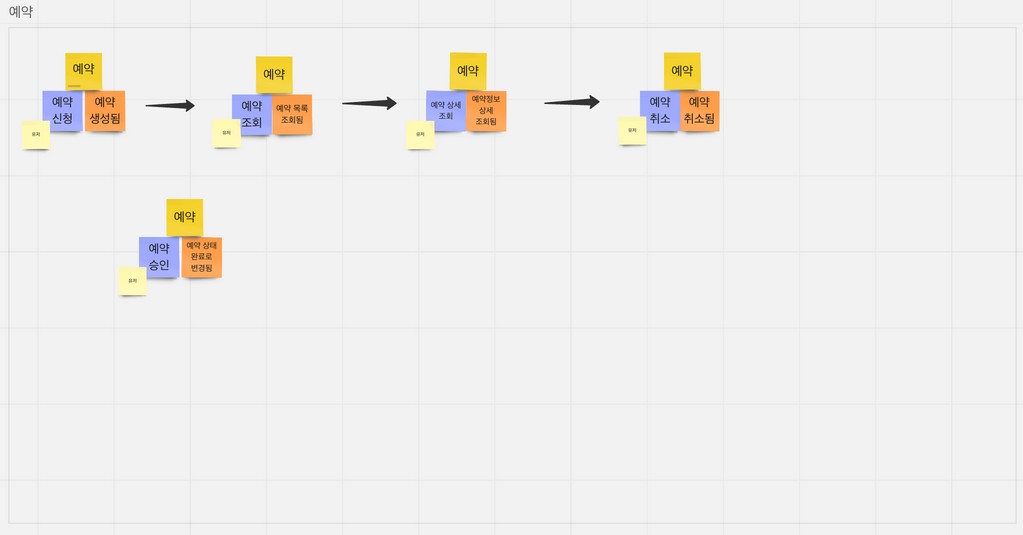 예약
예약
예약
신청
예약
생성됨
유저
예약
예약
조회
예약 목록
조회됨
유저
예약
예약 상세
조회
예약정보
상세
조회됨
유저
예약
예약
취소
예약
취소됨
유저
예약
예약
승인
예약 상태
완료로
변경됨
유저